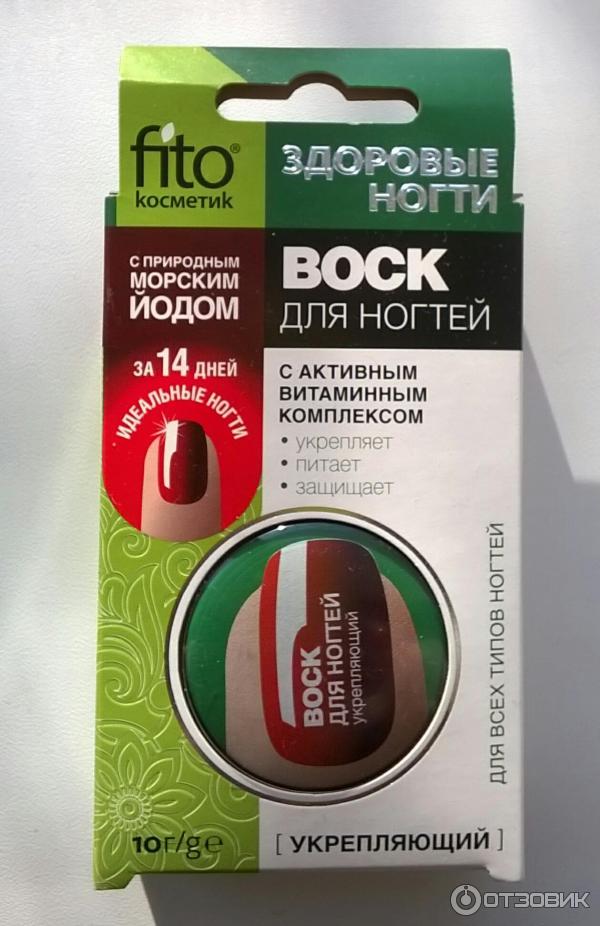 fito®
косметик
ЗДОРОВЫЕ
НОГТИ
С ПРИРОДНЫМ
МОРСКИМ
ЙОДОМ
ВОСК
ДЛЯ НОГТЕЙ
ЗА 14 ДНЕЙ
ИДЕАЛЬНЫЕ НОГТИ
С АКТИВНЫМ
ВИТАМИННЫМ
КОМПЛЕКСОМ
• укрепляет
• питает
• защищает
ВОСК
ДЛЯ НОГТЕЙ
укрепляющий
ДЛЯ ВСЕХ ТИПОВ НОГТЕЙ
10г/g℮
[ УКРЕПЛЯЮЩИЙ ]
ОТЗОВИК